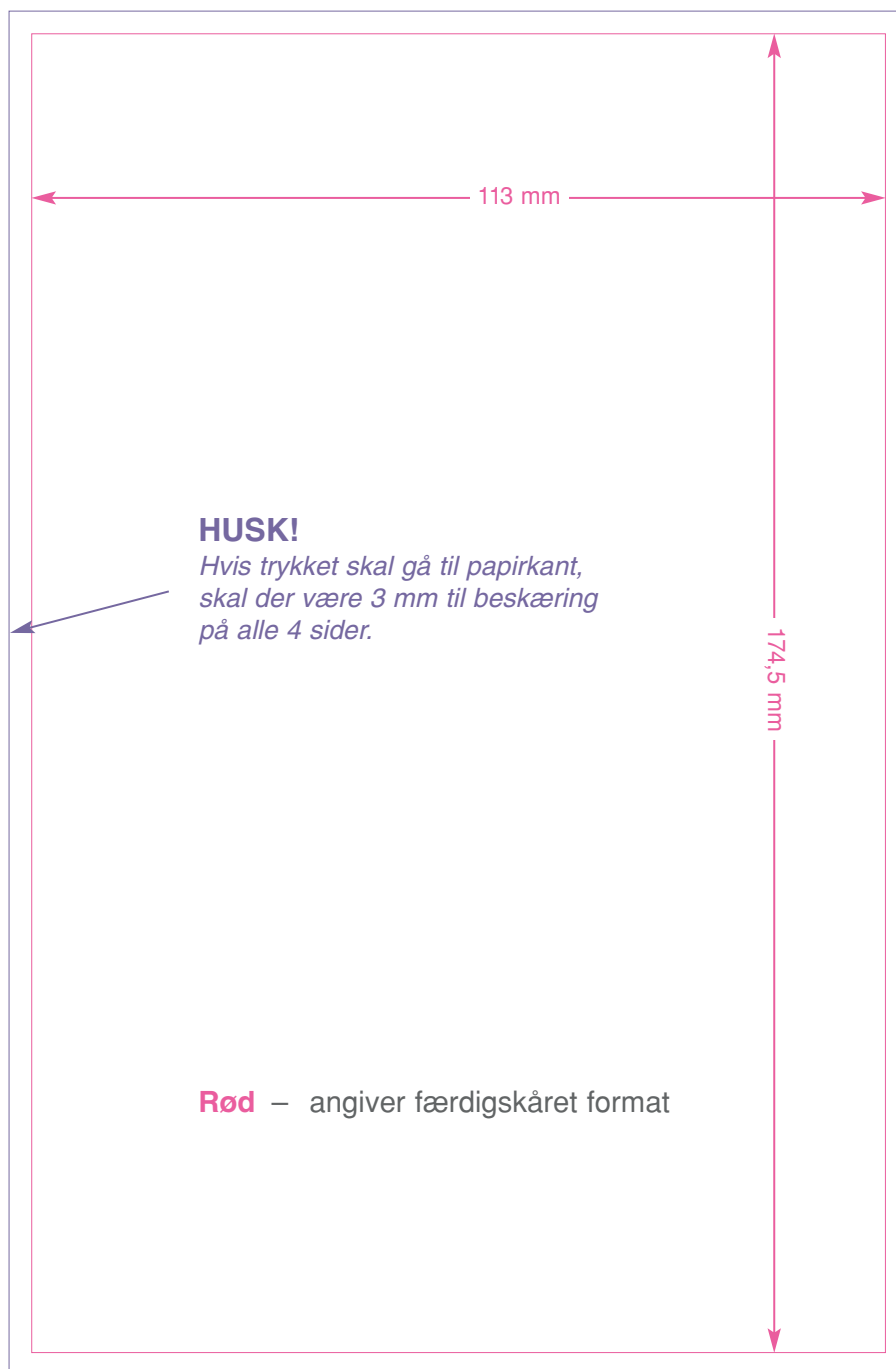 113 mm
HUSK!
Hvis trykket skal gå til papirkant,
skal der være 3 mm til beskæring
på alle 4 sider.
174,5 mm
Rød – angiver færdigskåret format